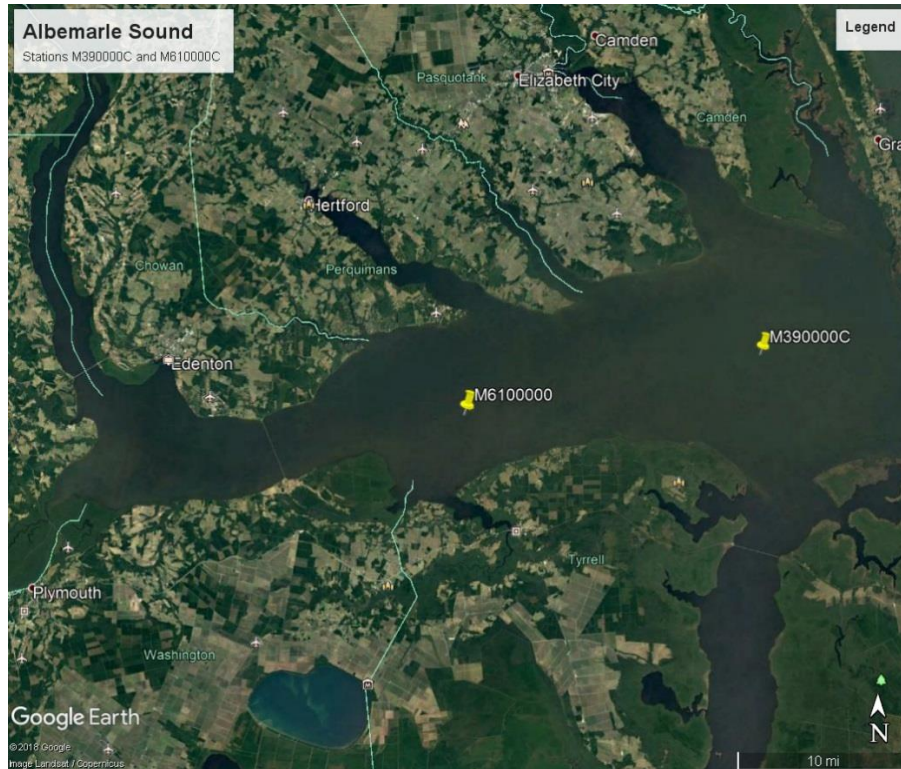 Albemarle Sound
Stations M390000C and M610000C
Legend
Camden
Pasquotank
Elizabeth City
Camden
Gra
Hertford
Chowan
Perquimans
M390000C
Edenton
M6100000
Tyrrell
Plymouth
Washington
Google Earth
N
© 2018 Google
Image Landsat / Copernicus
10 mi